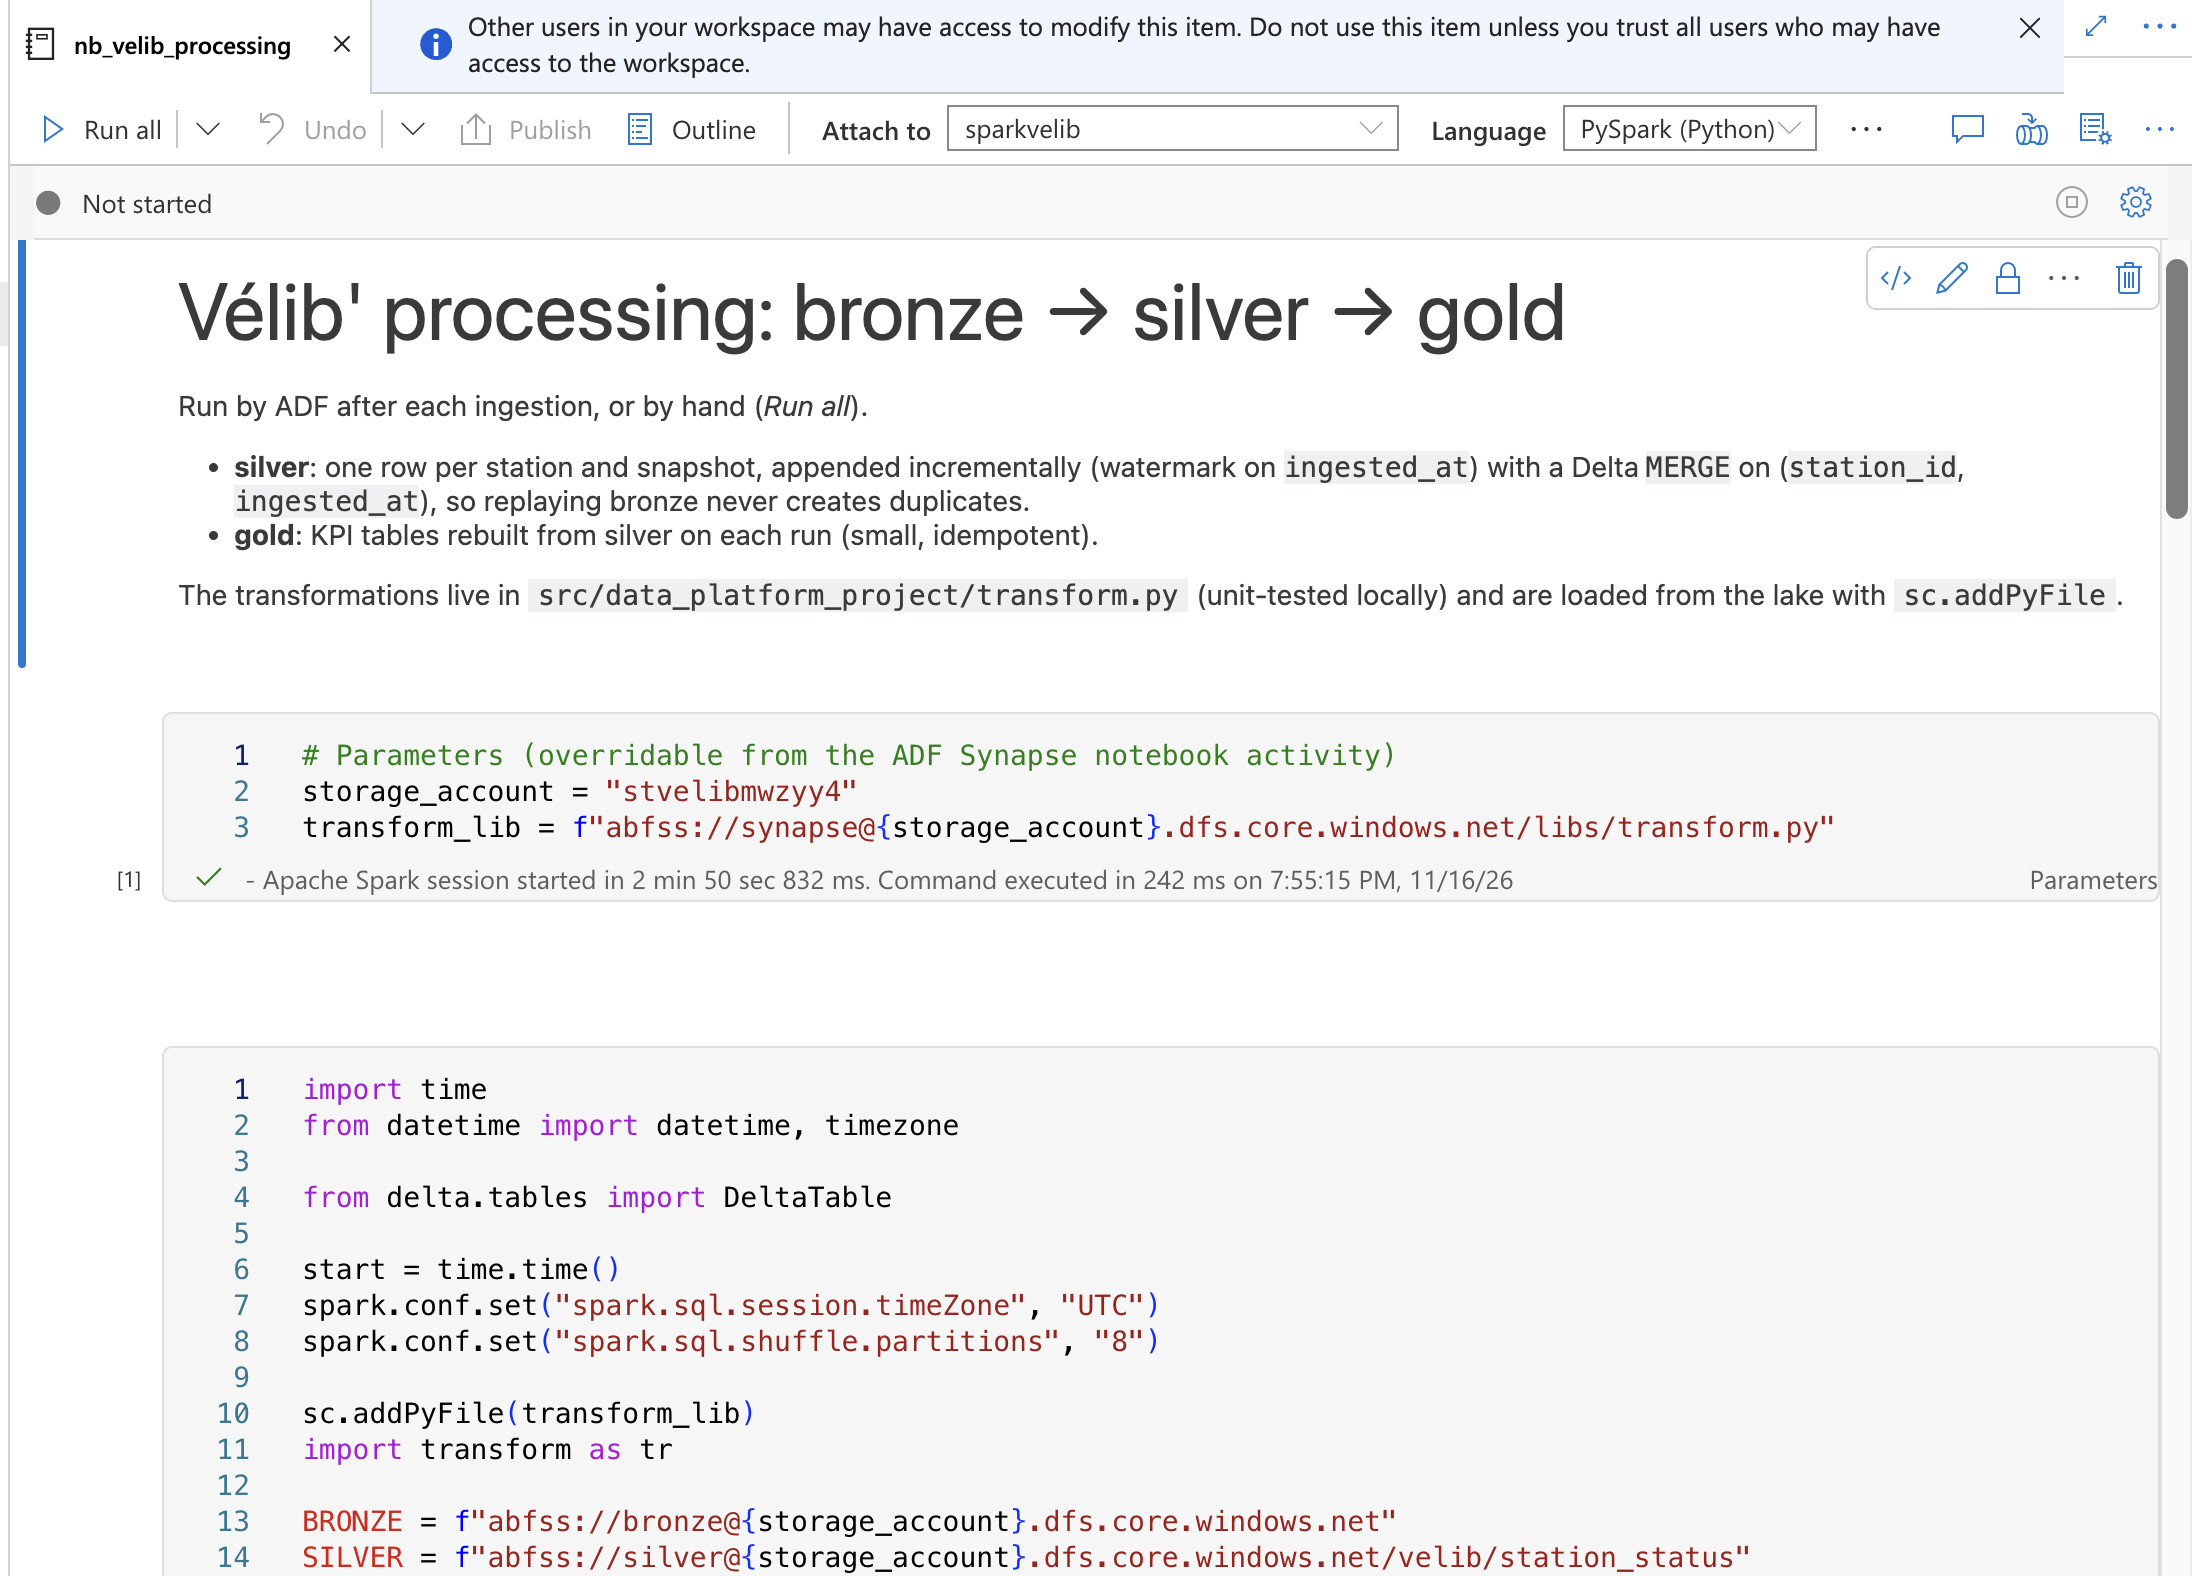 nb_velib_processing
Other users in your workspace may have access to modify this item. Do not use this item unless you trust all users who may have
access to the workspace.
Run all
Undo
Publish
Outline
Attach to
sparkvelib
Language
PySpark (Python)
Not started
Vélib' processing: bronze → silver → gold
Run by ADF after each ingestion, or by hand (Run all).
• silver: one row per station and snapshot, appended incrementally (watermark on ingested_at) with a Delta MERGE on (station_id,
ingested_at), so replaying bronze never creates duplicates.
• gold: KPI tables rebuilt from silver on each run (small, idempotent).
The transformations live in src/data_platform_project/transform.py (unit-tested locally) and are loaded from the lake with sc.addPyFile.
1 # Parameters (overridable from the ADF Synapse notebook activity)
2 storage_account = "stvelibmwzyy4"
3 transform_lib = f"abfss://synapse@{storage_account}.dfs.core.windows.net/libs/transform.py"
[1] - Apache Spark session started in 2 min 50 sec 832 ms. Command executed in 242 ms on 7:55:15 PM, 11/16/26 Parameters
1 import time
2 from datetime import datetime, timezone
3
4 from delta.tables import DeltaTable
5
6 start = time.time()
7 spark.conf.set("spark.sql.session.timeZone", "UTC")
8 spark.conf.set("spark.sql.shuffle.partitions", "8")
9
10 sc.addPyFile(transform_lib)
11 import transform as tr
12
13 BRONZE = f"abfss://bronze@{storage_account}.dfs.core.windows.net"
14 SILVER = f"abfss://silver@{storage_account}.dfs.core.windows.net/velib/station_status"